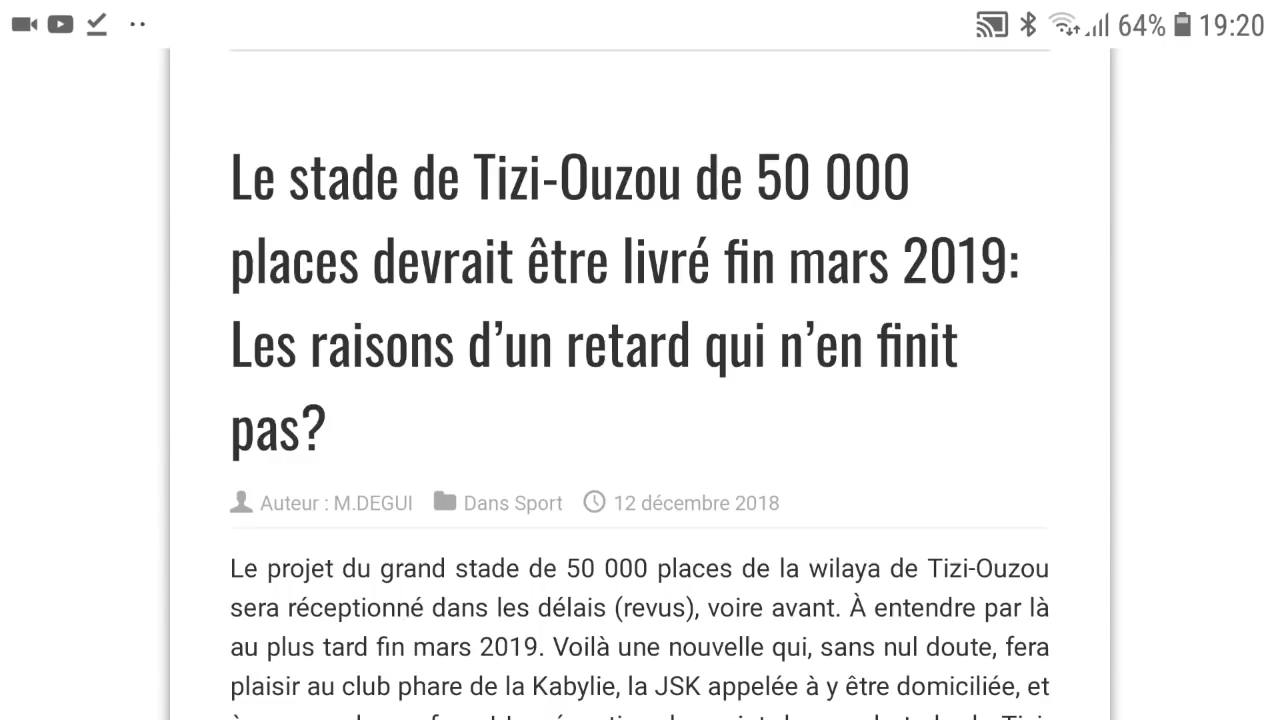 64% 19:20
Le stade de Tizi-Ouzou de 50 000
places devrait être livré fin mars 2019:
Les raisons d’un retard qui n’en finit
pas?
Auteur : M.DEGUI Dans Sport 12 décembre 2018
Le projet du grand stade de 50 000 places de la wilaya de Tizi-Ouzou
sera réceptionné dans les délais (revus), voire avant. À entendre par là
au plus tard fin mars 2019. Voilà une nouvelle qui, sans nul doute, fera
plaisir au club phare de la Kabylie, la JSK appelée à y être domiciliée, et